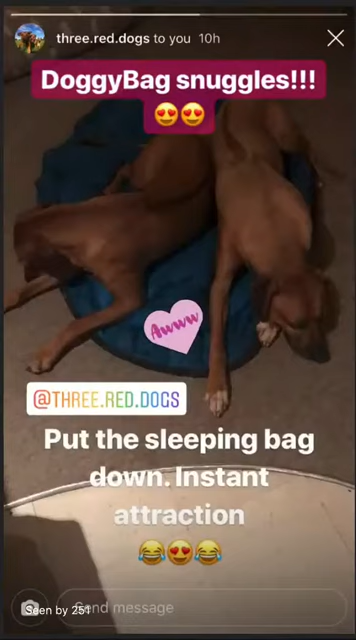 three.red.dogs to you 10h
DoggyBag snuggles!!!
😍😍
Awww
@THREE.RED.DOGS
Put the sleeping bag
down. Instant
attraction
😂😍😂
Seen by 251
Send message